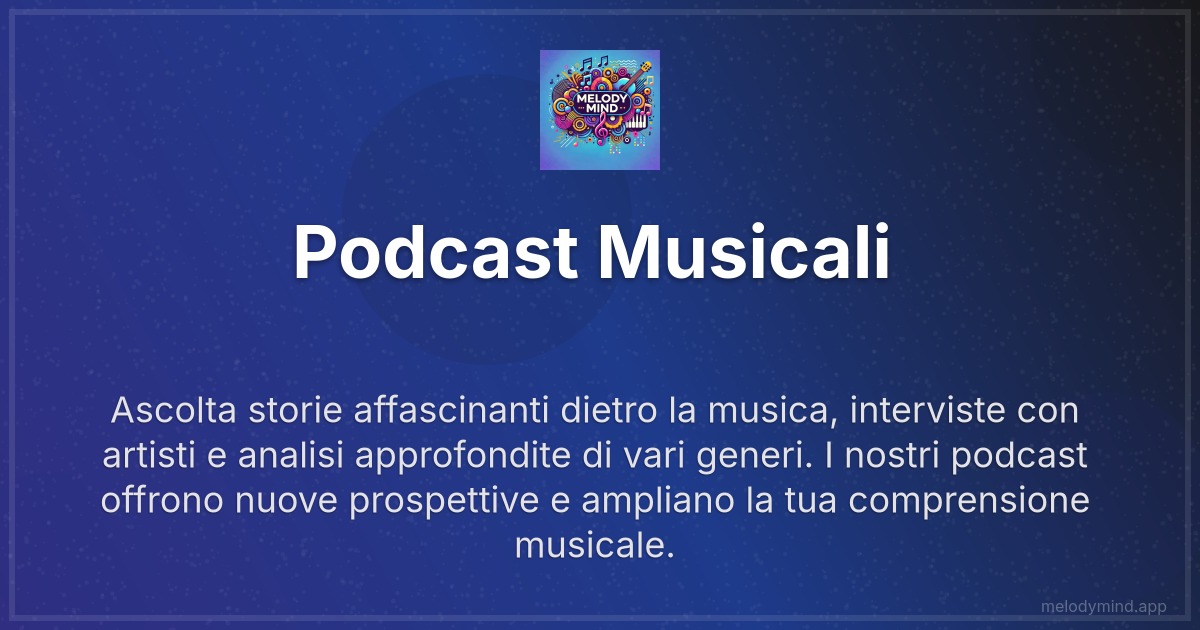 MELODY
MIND
Podcast Musicali
Ascolta storie affascinanti dietro la musica, interviste con
artisti e analisi approfondite di vari generi. I nostri podcast
offrono nuove prospettive e ampliano la tua comprensione
musicale.
melodymind.app